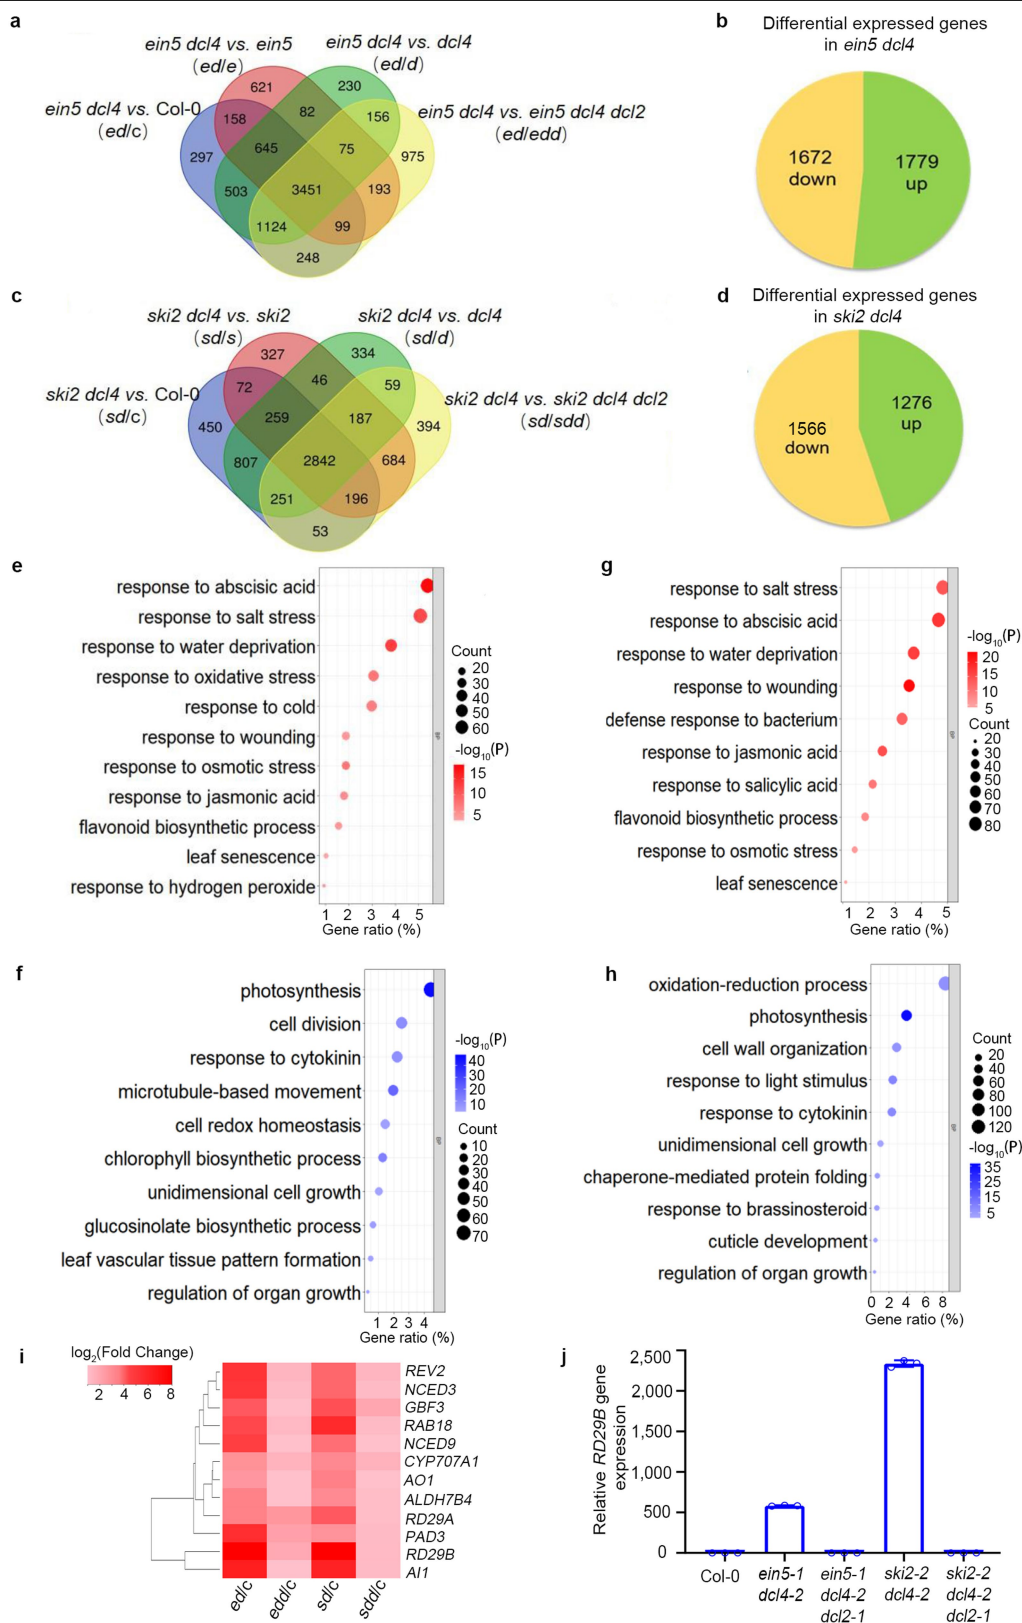 a
ein5 dcl4 vs. ein5
(ed/e)
ein5 dcl4 vs. dcl4
(ed/d)
ein5 dcl4 vs. Col-0
(ed/c)
ein5 dcl4 vs. ein5 dcl4 dcl2
(ed/edd)
621
230
158
82
156
297
645
75
975
503
3451
193
1124
99
248
b
Differential expressed genes
in ein5 dcl4
1672
down
1779
up
c
ski2 dcl4 vs. ski2
(sd/s)
ski2 dcl4 vs. dcl4
(sd/d)
ski2 dcl4 vs. Col-0
(sd/c)
ski2 dcl4 vs. ski2 dcl4 dcl2
(sd/sdd)
327
334
72
46
59
450
259
187
394
807
2842
684
251
196
53
d
Differential expressed genes
in ski2 dcl4
1566
down
1276
up
e
response to abscisic acid
response to salt stress
response to water deprivation
response to oxidative stress
response to cold
response to wounding
response to osmotic stress
response to jasmonic acid
flavonoid biosynthetic process
leaf senescence
response to hydrogen peroxide
1 2 3 4 5
Gene ratio (%)
BP
Count
20
30
40
50
60
-log10(P)
15
10
5
g
response to salt stress
response to abscisic acid
response to water deprivation
response to wounding
defense response to bacterium
response to jasmonic acid
response to salicylic acid
flavonoid biosynthetic process
response to osmotic stress
leaf senescence
1 2 3 4 5
Gene ratio (%)
BP
-log10(P)
20
15
10
5
Count
20
30
40
50
60
70
80
f
photosynthesis
cell division
response to cytokinin
microtubule-based movement
cell redox homeostasis
chlorophyll biosynthetic process
unidimensional cell growth
glucosinolate biosynthetic process
leaf vascular tissue pattern formation
regulation of organ growth
1 2 3 4
Gene ratio (%)
BP
-log10(P)
40
30
20
10
Count
10
20
30
40
50
60
70
h
oxidation-reduction process
photosynthesis
cell wall organization
response to light stimulus
response to cytokinin
unidimensional cell growth
chaperone-mediated protein folding
response to brassinosteroid
cuticle development
regulation of organ growth
0 2 4 6 8
Gene ratio (%)
BP
Count
20
40
60
80
100
120
-log10(P)
35
25
15
5
i
log2(Fold Change)
2 4 6 8
REV2
NCED3
GBF3
RAB18
NCED9
CYP707A1
AO1
ALDH7B4
RD29A
PAD3
RD29B
AI1
ed/c
edd/c
sd/c
sdd/c
j
Relative RD29B gene
expression
2,500
2,000
1,500
1,000
500
0
Col-0
ein5-1
dcl4-2
ein5-1
dcl4-2
dcl2-1
ski2-2
dcl4-2
ski2-2
dcl4-2
dcl2-1